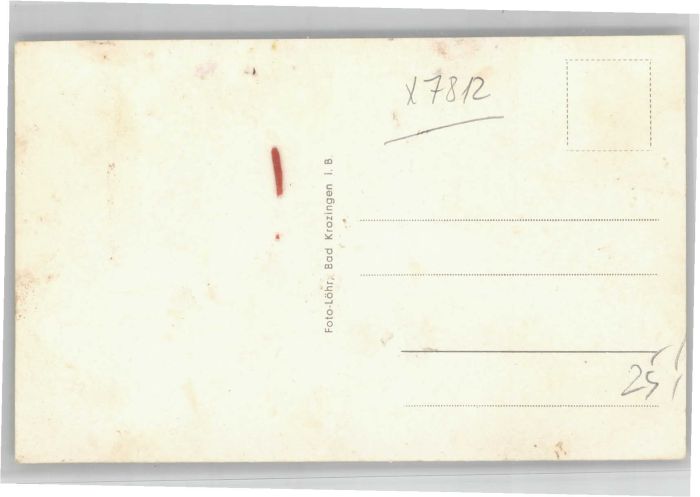 x7812
Foto-Löhr, Bad Krozingen i. B
25